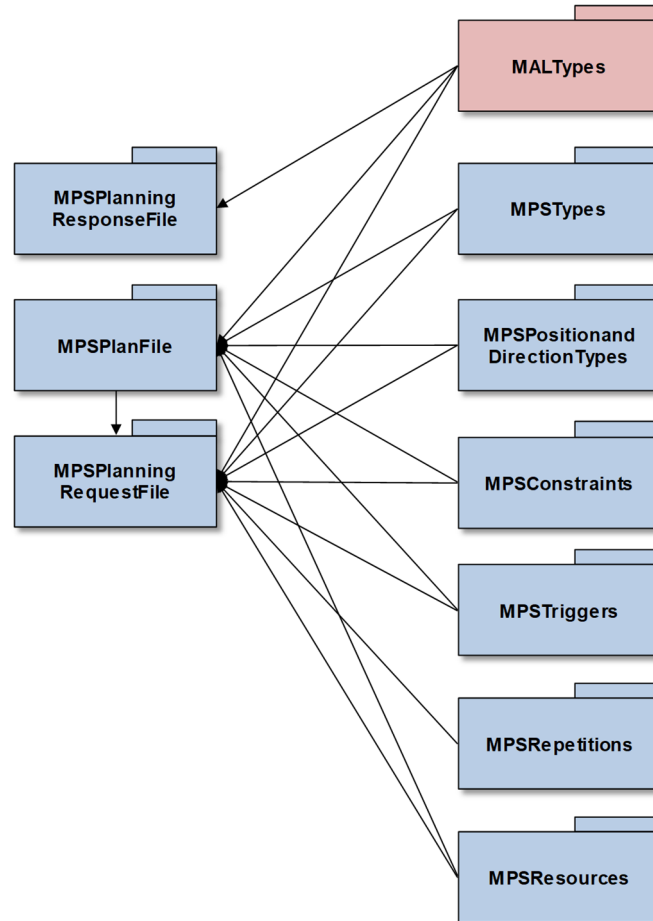 MALTypes
MPSPlanning
ResponseFile
MPSTypes
MPSPlanFile
MPSPositionand
DirectionTypes
MPSPlanning
RequestFile
MPSConstraints
MPSTriggers
MPSRepetitions
MPSResources